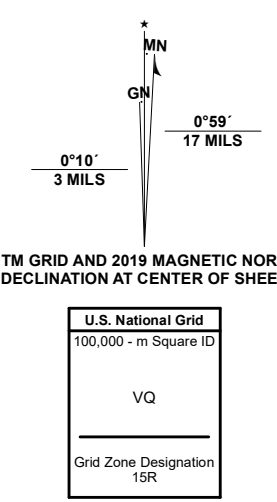 ★
MN
GN
0°59´
17 MILS
0°10´
3 MILS
TM GRID AND 2019 MAGNETIC NOR
DECLINATION AT CENTER OF SHEE
U.S. National Grid
100,000 - m Square ID
VQ
Grid Zone Designation
15R